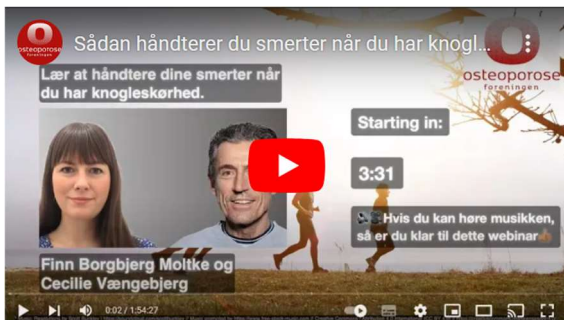 osteoporose
foreningen
Sådan håndterer du smerter når du har knogl...
osteoporose
foreningen
Lær at håndtere dine smerter når
du har knogleskørhed.
Starting in:
3:31
Hvis du kan høre musikken,
så er du klar til dette webinar
Finn Borgbjerg Moltke og
Cecilie Vængebjerg
0:02 / 1:54:27